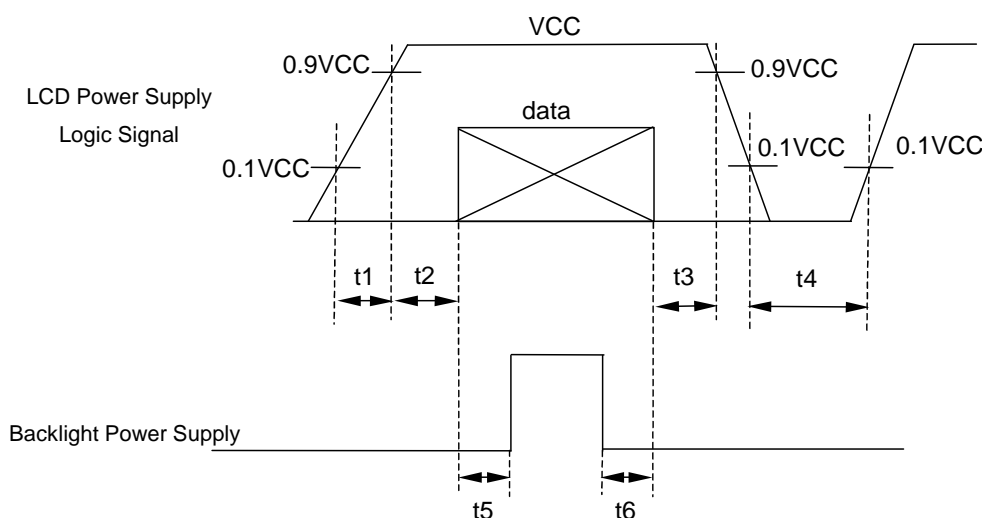 VCC
0.9VCC
0.9VCC
LCD Power Supply
Logic Signal
data
0.1VCC
0.1VCC
0.1VCC
t1
t2
t3
t4
Backlight Power Supply
t5
t6